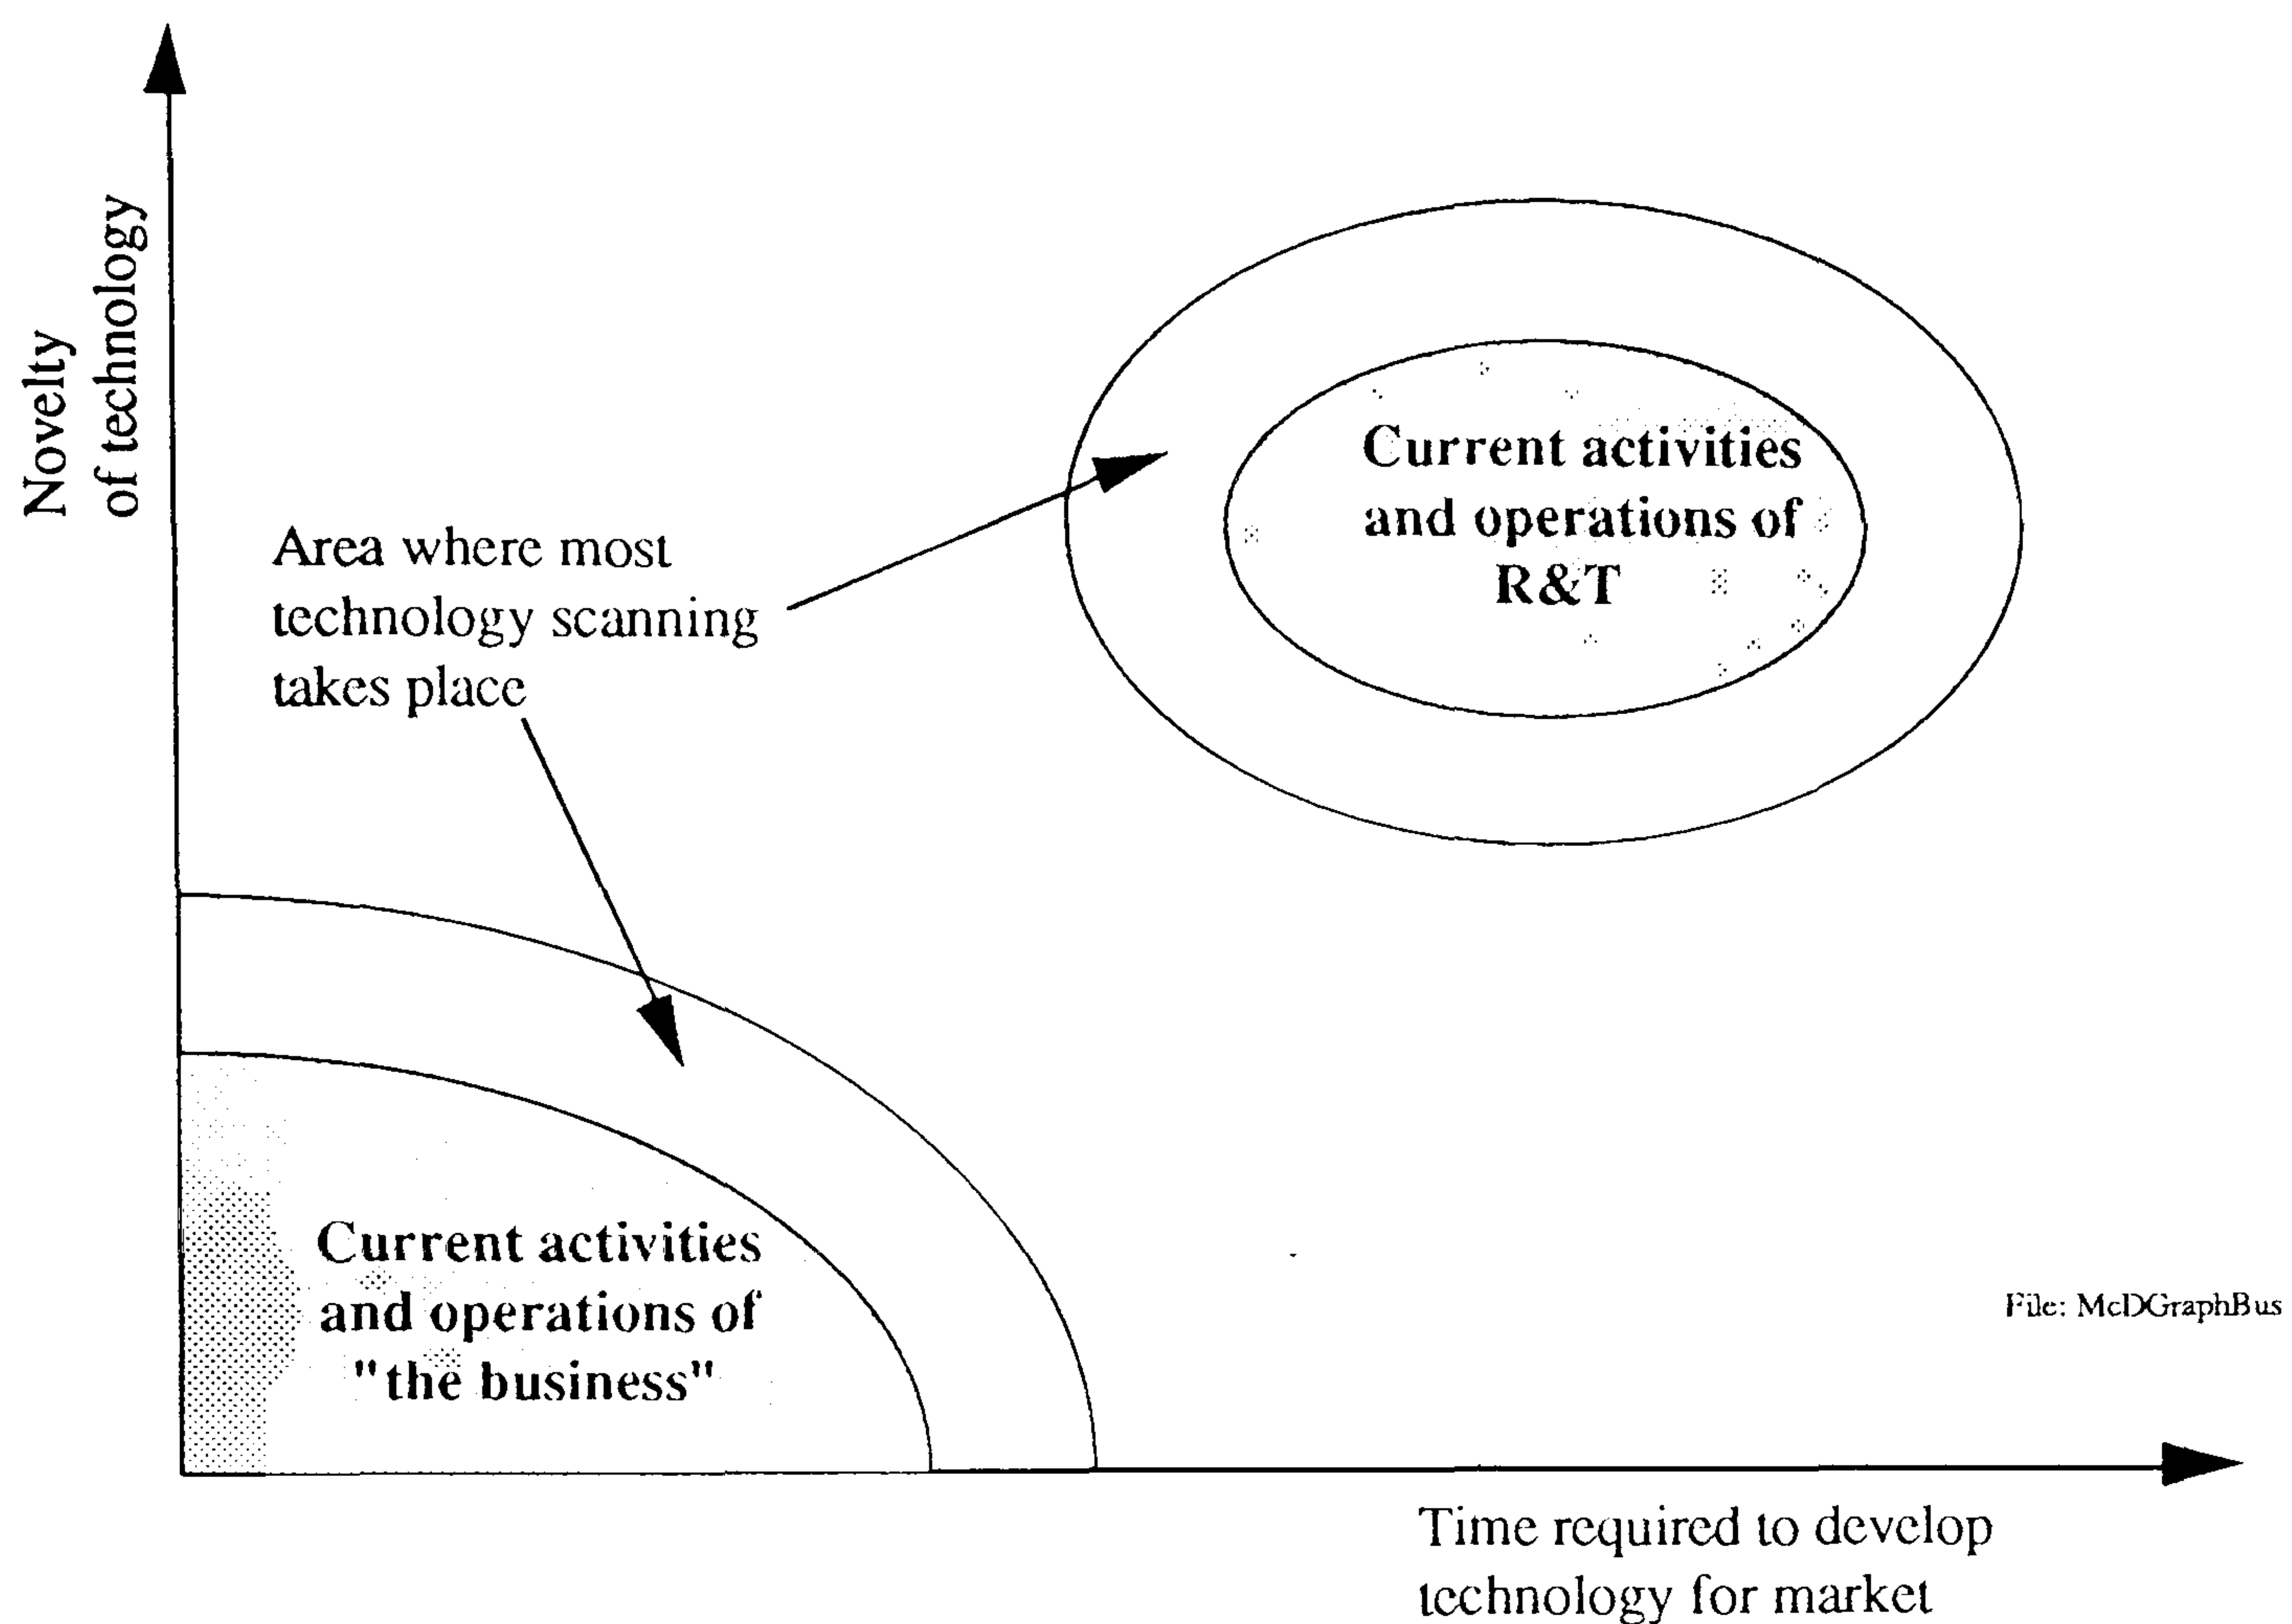 Novelty
of technology
Area where most
technology scanning
takes place
Current activities
and operations of
R&T
Current activities
and operations of
"the business"
File: McDGraphBus
Time required to develop
technology for market